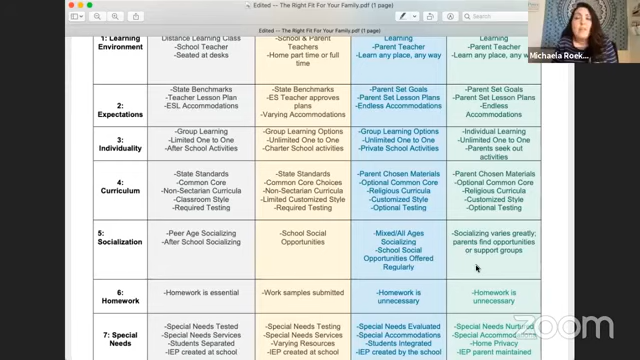 Edited — The Right Fit For Your Family.pdf (1 page)
Search
Edited — The Right Fit For Your Family.pdf (1 page)
Michaela Roek...
1: Learning
Environment
Distance Learning Class
-School Teacher
-Seated at desks
-School & Parent
Teachers
-Home part time or full
time
Learning
-Parent Teacher
-Learn any place, any way
Learning
-Parent Teacher
-Learn any place, any way
2:
Expectations
-State Benchmarks
-Teacher Lesson Plan
-ESL Accommodations
-State Benchmarks
-ES Teacher approves
plans
-Varying Accommodations
-Parent Set Goals
-Parent Set Lesson Plans
-Endless Accommodations
-Parent Set Goals
-Parent Set Lesson Plans
-Endless
Accommodations
3:
Individuality
-Group Learning
-Limited One to One
-After School Activities
-Group Learning Options
-Unlimited One to One
-Charter School Activities
-Group Learning Options
-Unlimited One to One
-Private School Activities
-Individual Learning
-Unlimited One to One
-Parents seek out
activities
4:
Curriculum
-State Standards
-Common Core
-Non-Sectarian Curricula
-Classroom Style
-Required Testing
-State Standards
-Common Core Choices
-Non-Sectarian Curricula
-Limited Customized Style
-Required Testing
-Parent Chosen Materials
-Optional Common Core
-Religious Curricula
-Customized Style
-Optional Testing
-Parent Chosen Materials
-Optional Common Core
-Religious Curricula
-Customized Style
-Optional Testing
5:
Socialization
-Peer Age Socializing
-After School Socializing
-School Social
Opportunities
-Mixed/All Ages
Socializing
-School Social
Opportunities Offered
Regularly
-Socializing varies greatly;
parents find opportunities
or support groups
6:
Homework
-Homework is essential
-Work samples submitted
-Homework is
unnecessary
-Homework is
unnecessary
7: Special
Needs
-Special Needs Tested
-Special Needs Services
-Students Separated
-IEP created at school
-Special Needs Testing
-Special Needs Services
-Varying Resources
-IEP created at school
-Special Needs Evaluated
-Special Accommodations
-Students Integrated
-IEP created by the school
-Special Needs
-Special
-Home Privacy
-IEP parent maintained
zoom